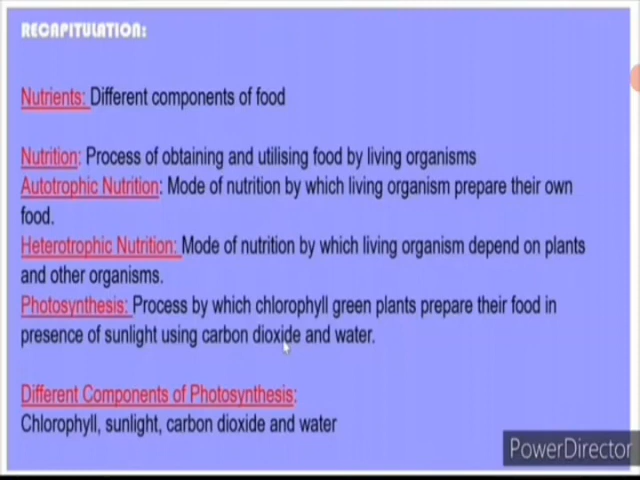 RECAPITULATION:
Nutrients: Different components of food
Nutrition: Process of obtaining and utilising food by living organisms
Autotrophic Nutrition: Mode of nutrition by which living organism prepare their own
food.
Heterotrophic Nutrition: Mode of nutrition by which living organism depend on plants
and other organisms.
Photosynthesis: Process by which chlorophyll green plants prepare their food in
presence of sunlight using carbon dioxide and water.
Different Components of Photosynthesis:
Chlorophyll, sunlight, carbon dioxide and water
PowerDirector